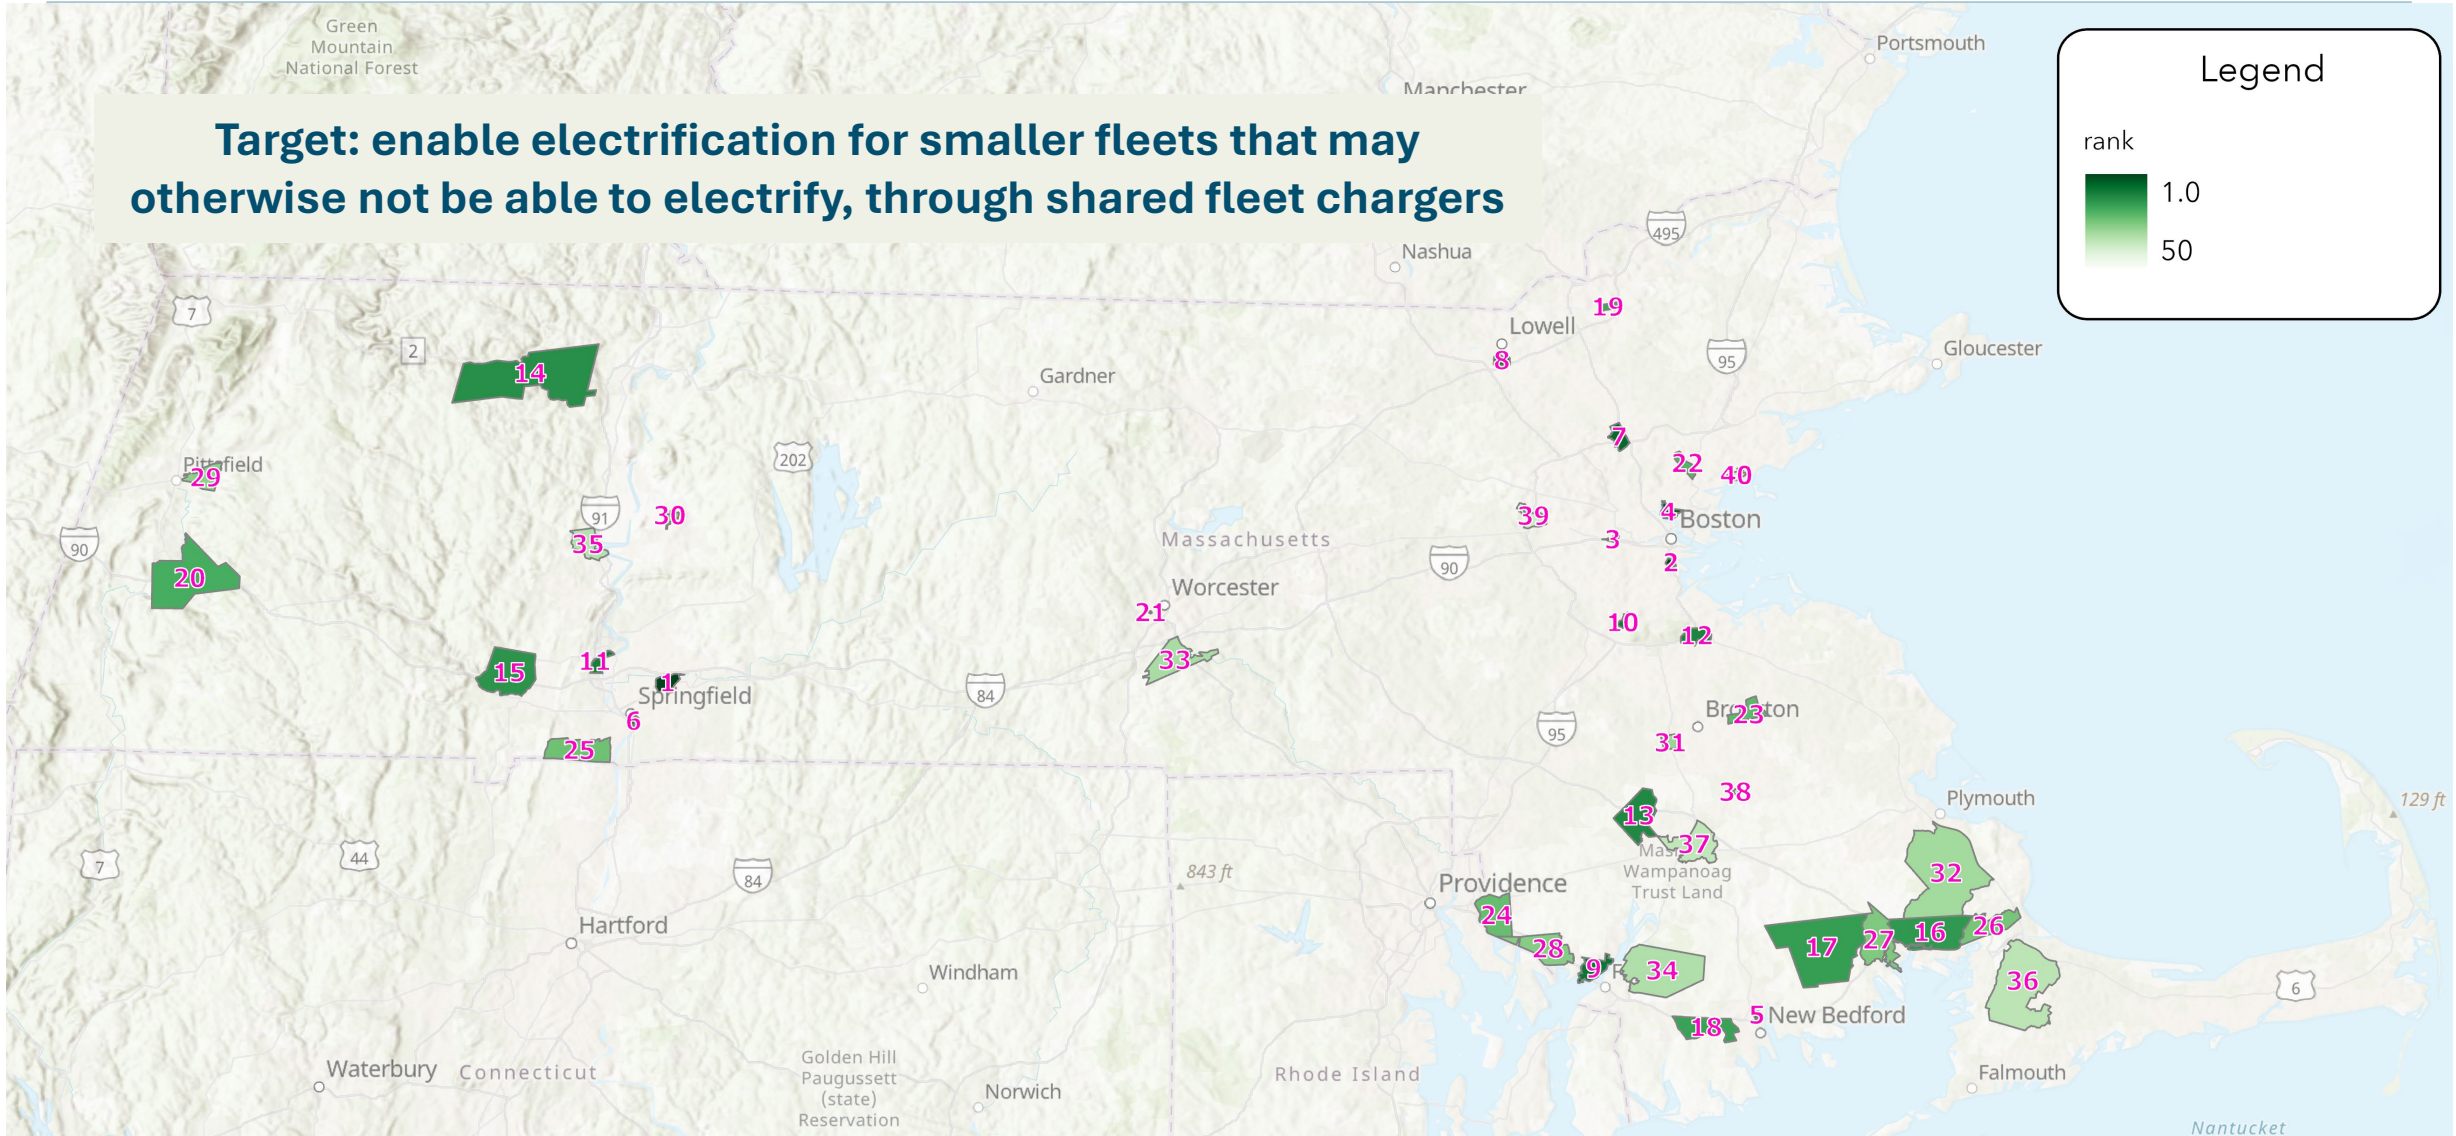 Green
Mountain
National Forest
Portsmouth
Manchester
Legend
rank
1.0
50
Target: enable electrification for smaller fleets that may
otherwise not be able to electrify, through shared fleet chargers
495
Nashua
7
19
Lowell
2
8
95
Gloucester
14
Gardner
7
202
22
40
Pittsfield
29
91
30
39
4
Boston
90
35
Massachusetts
3
90
2
20
Worcester
21
10
12
33
11
15
1
Springfield
84
6
25
95
Brockton
23
31
38
Plymouth
129 ft
13
37
Mas
Wampanoag
Trust Land
7
44
84
843 ft
Providence
32
24
Hartford
17
27
16
26
28
9
F
34
36
Windham
6
5
New Bedford
18
Waterbury
Connecticut
Golden Hill
Paugussett
(state)
Reservation
Norwich
Rhode Island
Falmouth
Nantucket